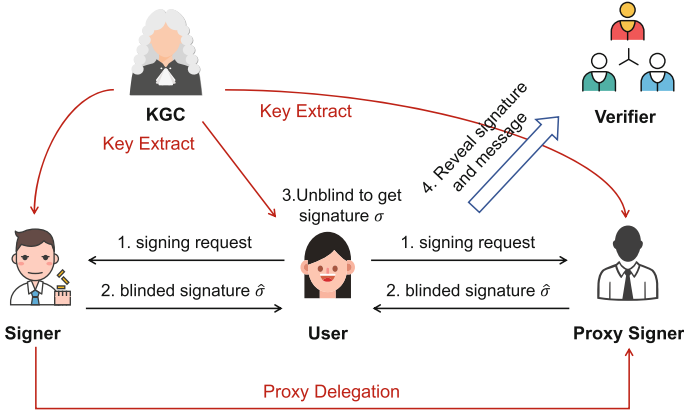 KGC
Key Extract
Key Extract
Verifier
4. Reveal signature
and message
3.Unblind to get
signature σ
1. signing request
1. signing request
2. blinded signature σ̂
2. blinded signature σ̂
Signer
User
Proxy Signer
Proxy Delegation